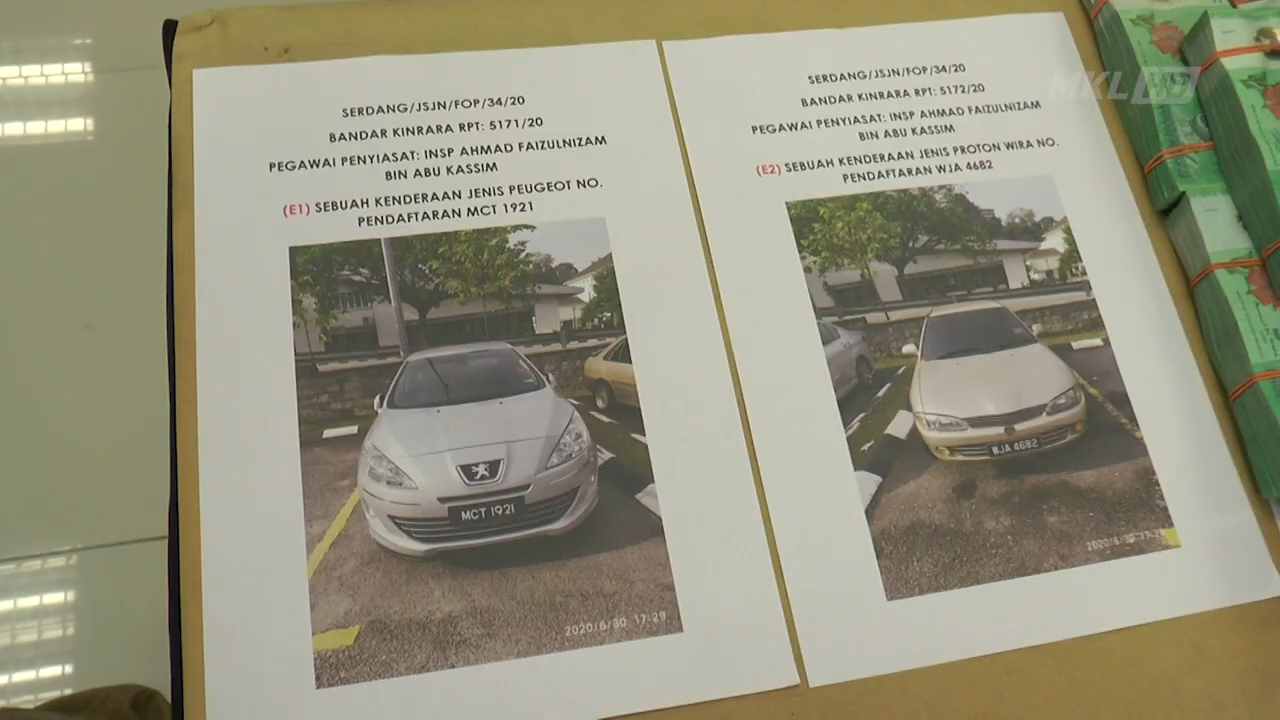 SERDANG/JSJN/FOP/34/20
BANDAR KINRARA RPT: 5171/20
PEGAWAI PENYIASAT: INSP AHMAD FAIZULNIZAM
BIN ABU KASSIM
(E1) SEBUAH KENDERAAN JENIS PEUGEOT NO.
PENDAFTARAN MCT 1921
MCT 1921
2020/6/30 17:29
SERDANG/JSJN/FOP/34/20
BANDAR KINRARA RPT: 5172/20
PEGAWAI PENYIASAT: INSP AHMAD FAIZULNIZAM
BIN ABU KASSIM
(E2) SEBUAH KENDERAAN JENIS PROTON WIRA NO.
PENDAFTARAN WJA 4682
WJA 4682
2020/6/30
MKL